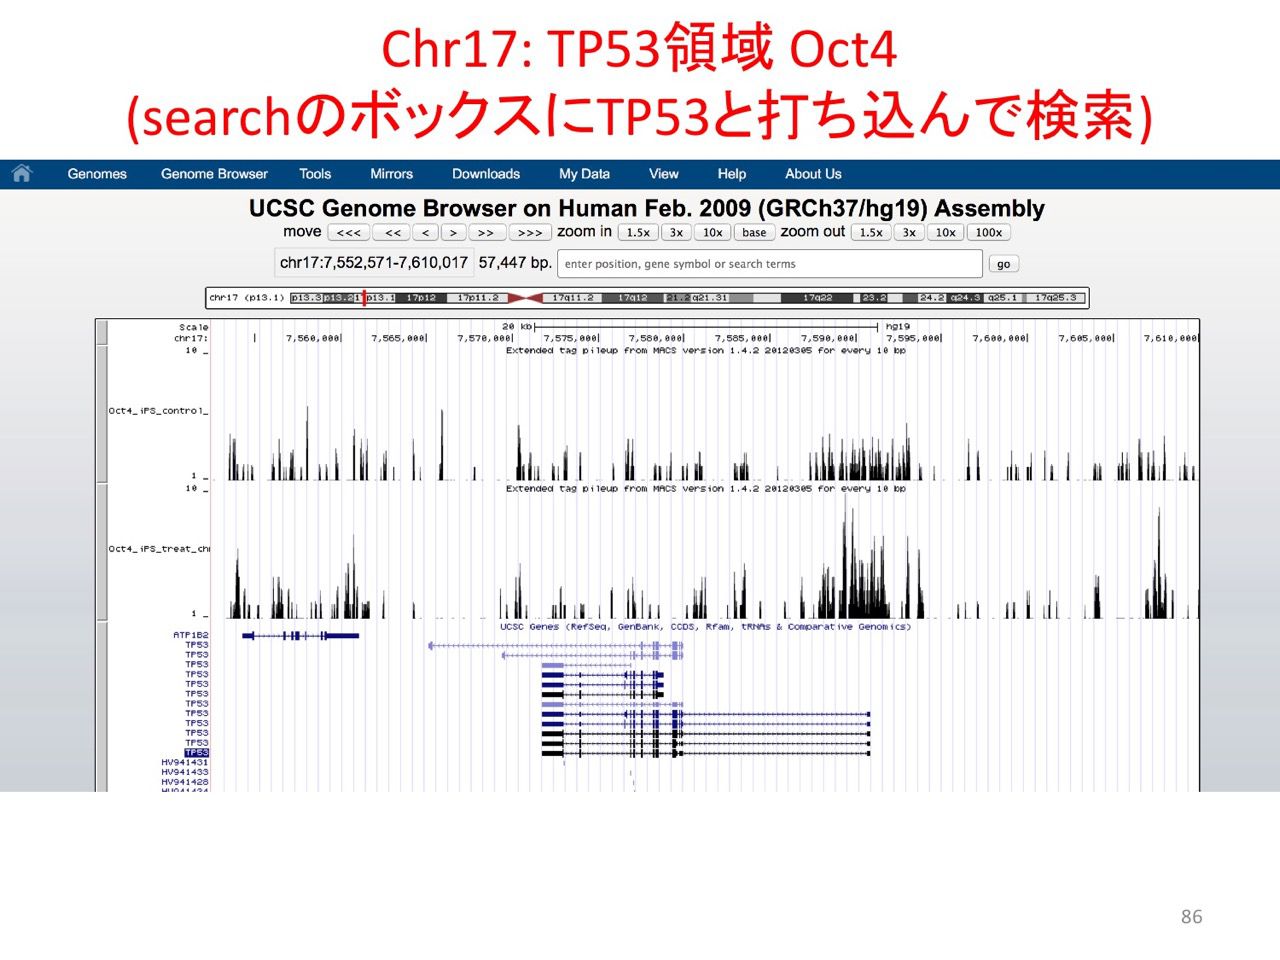 Chr17: TP53領域 Oct4
(searchのボックスにTP53と打ち込んで検索)
Genomes Genome Browser Tools Mirrors Downloads My Data View Help About Us
UCSC Genome Browser on Human Feb. 2009 (GRCh37/hg19) Assembly
move <<< << < > >> >>> zoom in 1.5x 3x 10x base zoom out 1.5x 3x 10x 100x
chr17:7,552,571-7,610,017 57,447 bp. enter position, gene symbol or search terms go
chr17 (p13.1) p13.3 p13.2 p13.1 17p12 17p11.2 17q11.2 17q12 21.2 q21.31 17q22 23.2 24.2 q24.3 q25.1 17q25.3
Scale 20 kb hg19
chr17: 7,560,000 7,565,000 7,570,000 7,575,000 7,580,000 7,585,000 7,590,000 7,595,000 7,600,000 7,605,000 7,610,000
10 _ Extended tag pileup from MACS version 1.4.2 20120305 for every 10 bp
Oct4_iPS_control_
1 _
10 _ Extended tag pileup from MACS version 1.4.2 20120305 for every 10 bp
Oct4_iPS_treat_ch
1 _
UCSC Genes (RefSeq, GenBank, CCDS, Rfam, tRNAs & Comparative Genomics)
ATP1B2
TP53
TP53
TP53
TP53
TP53
TP53
TP53
TP53
TP53
TP53
TP53
TP53
HV941431
HV941433
HV941428
86